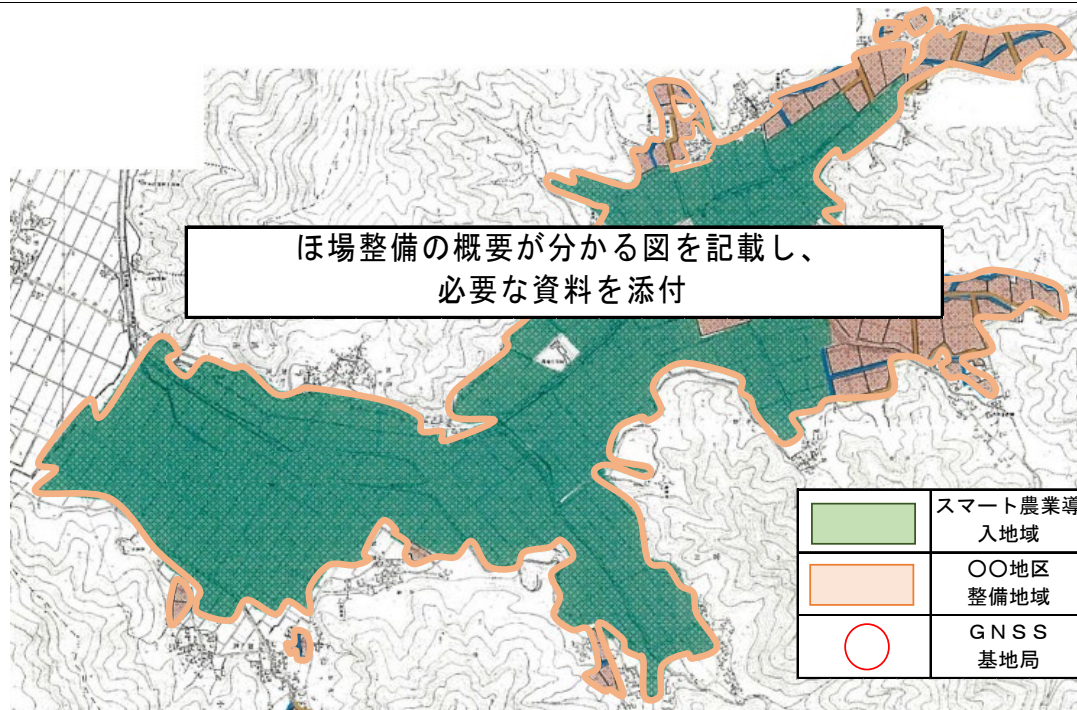 ほ場整備の概要が分かる図を記載し、
必要な資料を添付
スマート農業導
入地域
〇〇地区
整備地域
ＧＮＳＳ
基地局